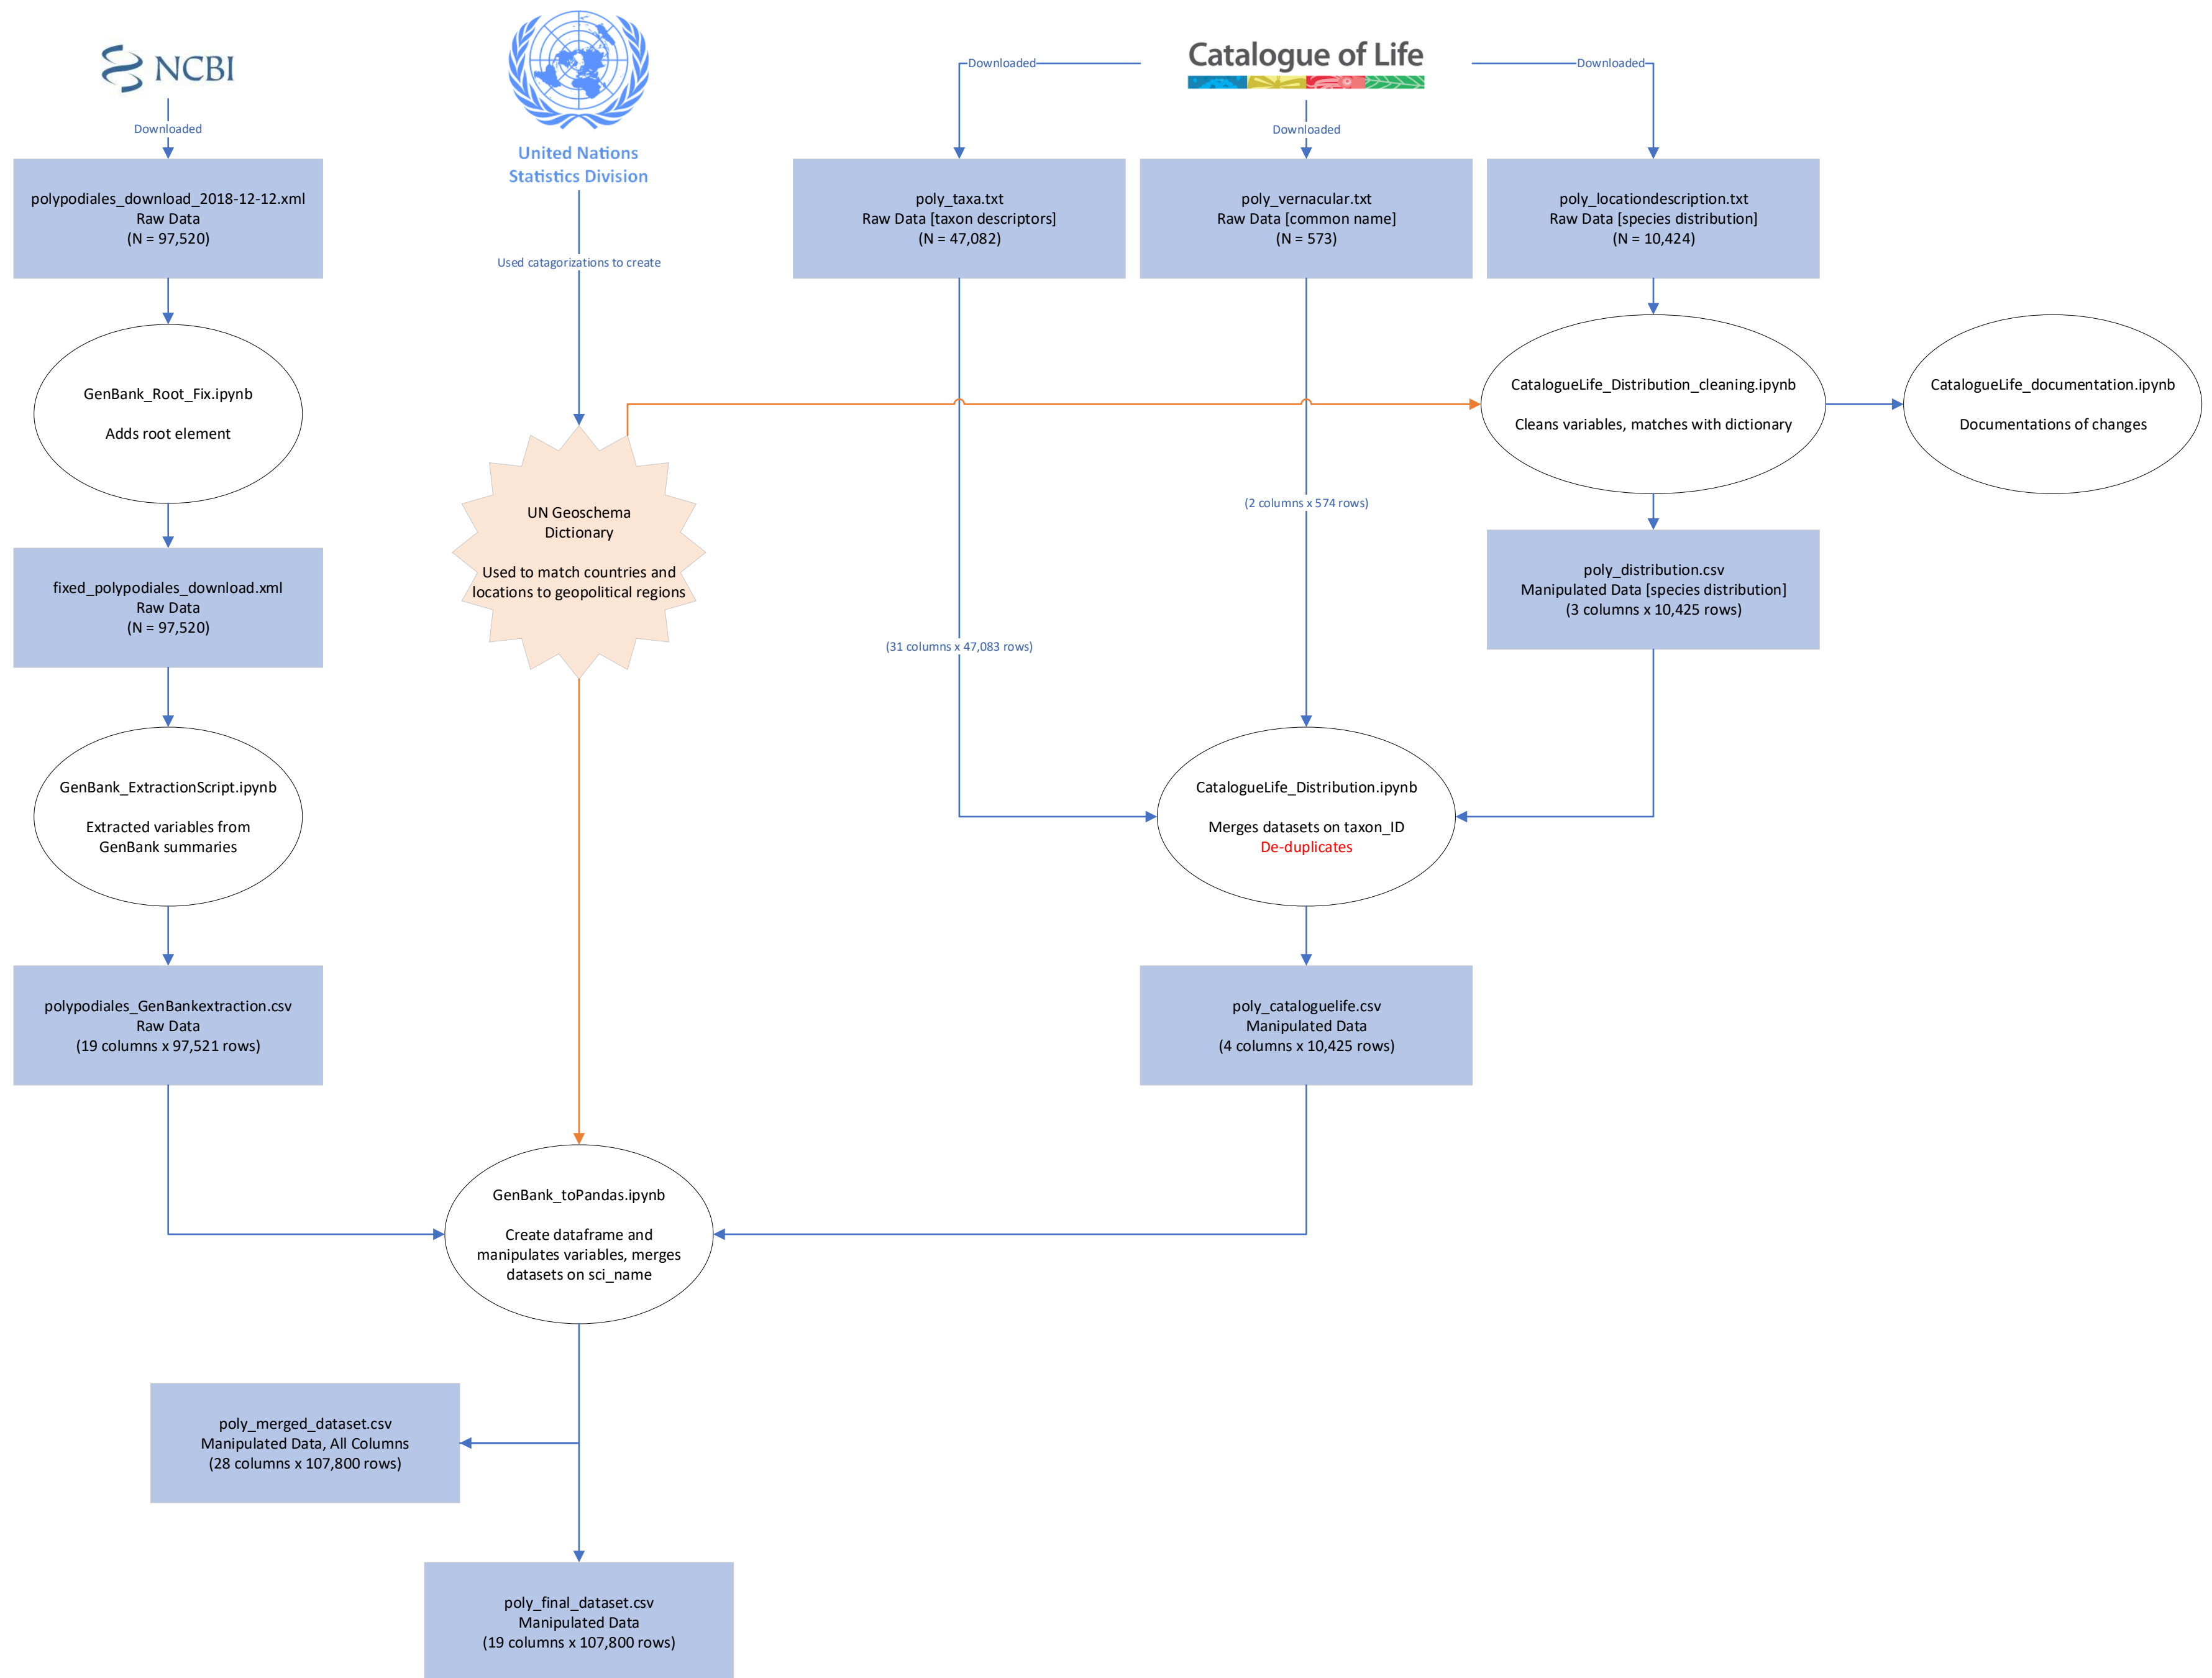 NCBI
Downloaded
polypodiales_download_2018-12-12.xml
Raw Data
(N = 97,520)
GenBank_Root_Fix.ipynb
Adds root element
fixed_polypodiales_download.xml
Raw Data
(N = 97,520)
GenBank_ExtractionScript.ipynb
Extracted variables from
GenBank summaries
polypodiales_GenBankextraction.csv
Raw Data
(19 columns x 97,521 rows)
United Nations
Statistics Division
Used catagorizations to create
UN Geoschema
Dictionary
Used to match countries and
locations to geopolitical regions
Catalogue of Life
Downloaded
Downloaded
Downloaded
poly_taxa.txt
Raw Data [taxon descriptors]
(N = 47,082)
poly_vernacular.txt
Raw Data [common name]
(N = 573)
poly_locationdescription.txt
Raw Data [species distribution]
(N = 10,424)
CatalogueLife_Distribution_cleaning.ipynb
Cleans variables, matches with dictionary
CatalogueLife_documentation.ipynb
Documentations of changes
(2 columns x 574 rows)
(31 columns x 47,083 rows)
poly_distribution.csv
Manipulated Data [species distribution]
(3 columns x 10,425 rows)
CatalogueLife_Distribution.ipynb
Merges datasets on taxon_ID
De-duplicates
poly_cataloguelife.csv
Manipulated Data
(4 columns x 10,425 rows)
GenBank_toPandas.ipynb
Create dataframe and
manipulates variables, merges
datasets on sci_name
poly_merged_dataset.csv
Manipulated Data, All Columns
(28 columns x 107,800 rows)
poly_final_dataset.csv
Manipulated Data
(19 columns x 107,800 rows)